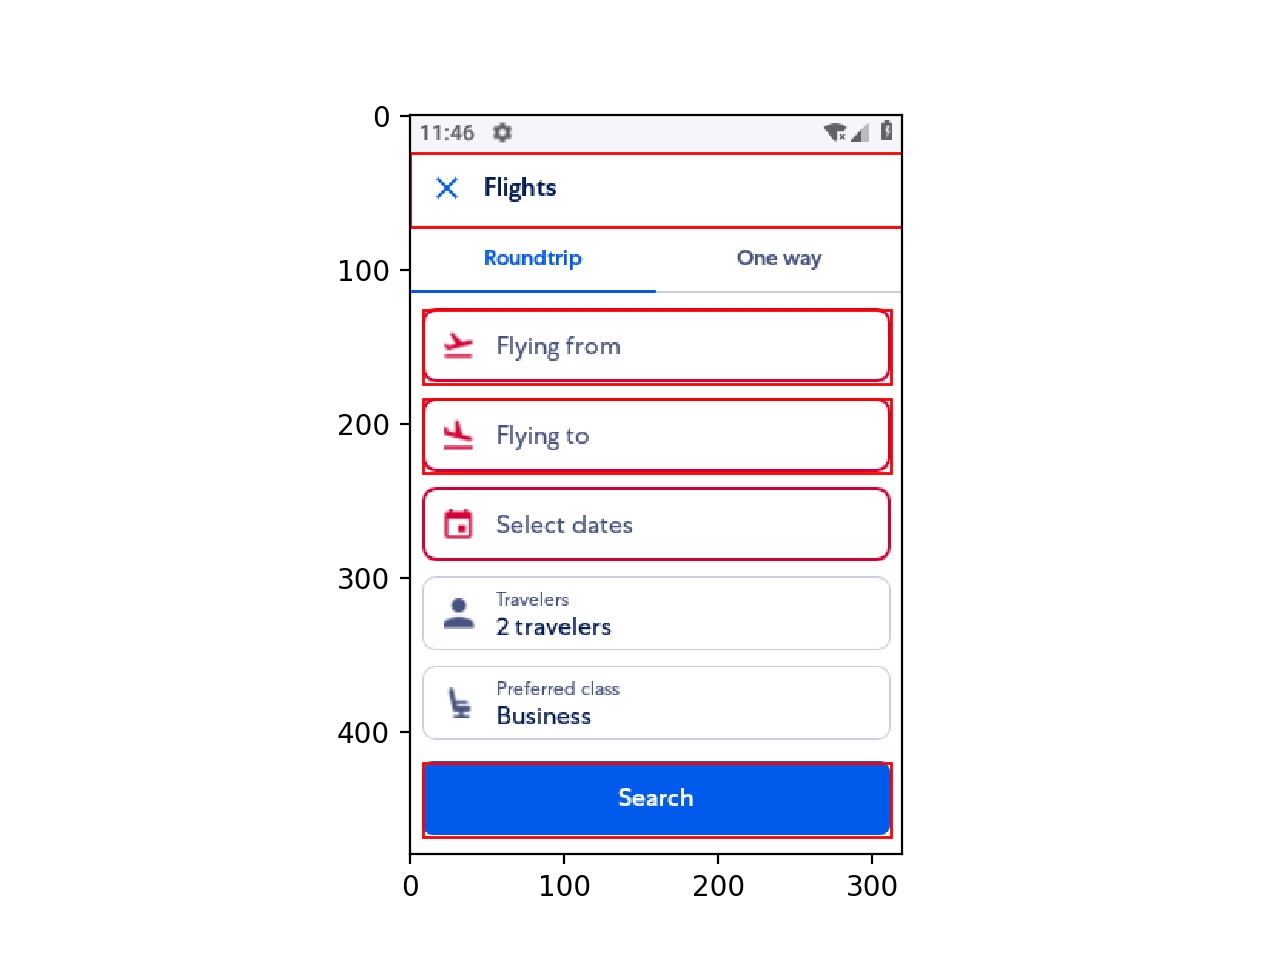 0
11:46
Flights
Roundtrip One way
100
Flying from
200
Flying to
Select dates
300
Travelers
2 travelers
Preferred class
Business
400
Search
0 100 200 300